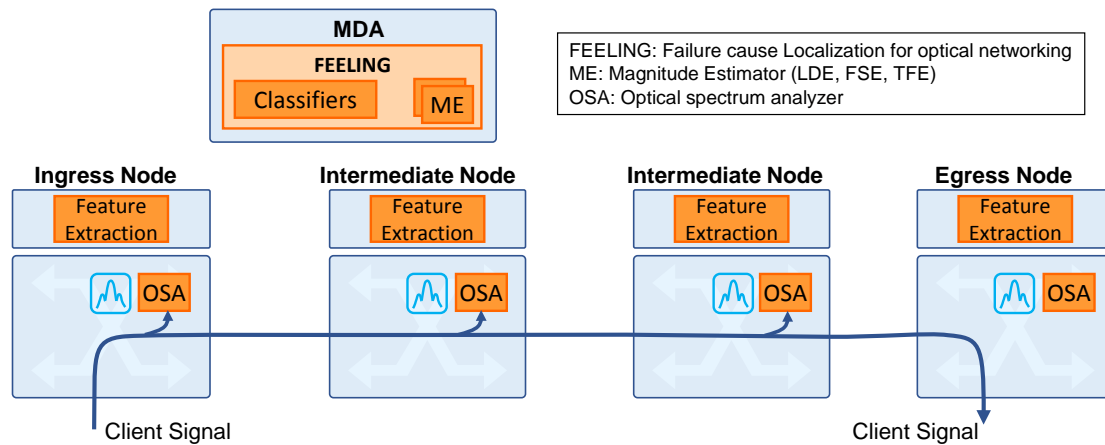 MDA
FEELING
Classifiers
ME
FEELING: Failure cause Localization for optical networking
ME: Magnitude Estimator (LDE, FSE, TFE)
OSA: Optical spectrum analyzer
Ingress Node
Intermediate Node
Intermediate Node
Egress Node
Feature
Extraction
Feature
Extraction
Feature
Extraction
Feature
Extraction
OSA
OSA
OSA
OSA
Client Signal
Client Signal